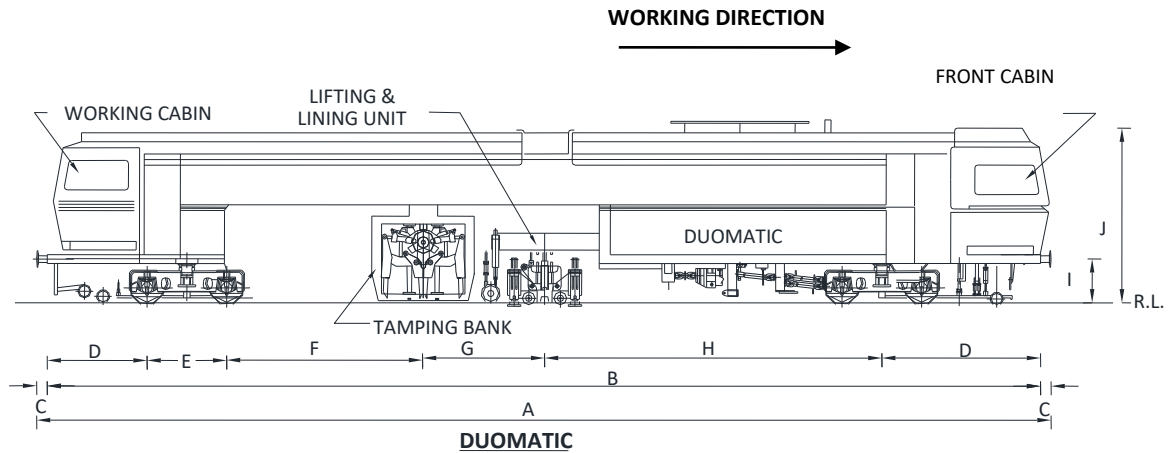 WORKING DIRECTION
FRONT CABIN
LIFTING &
LINING UNIT
WORKING CABIN
DUOMATIC
J
I
R.L.
TAMPING BANK
D
E
F
G
H
D
B
C
A
C
DUOMATIC